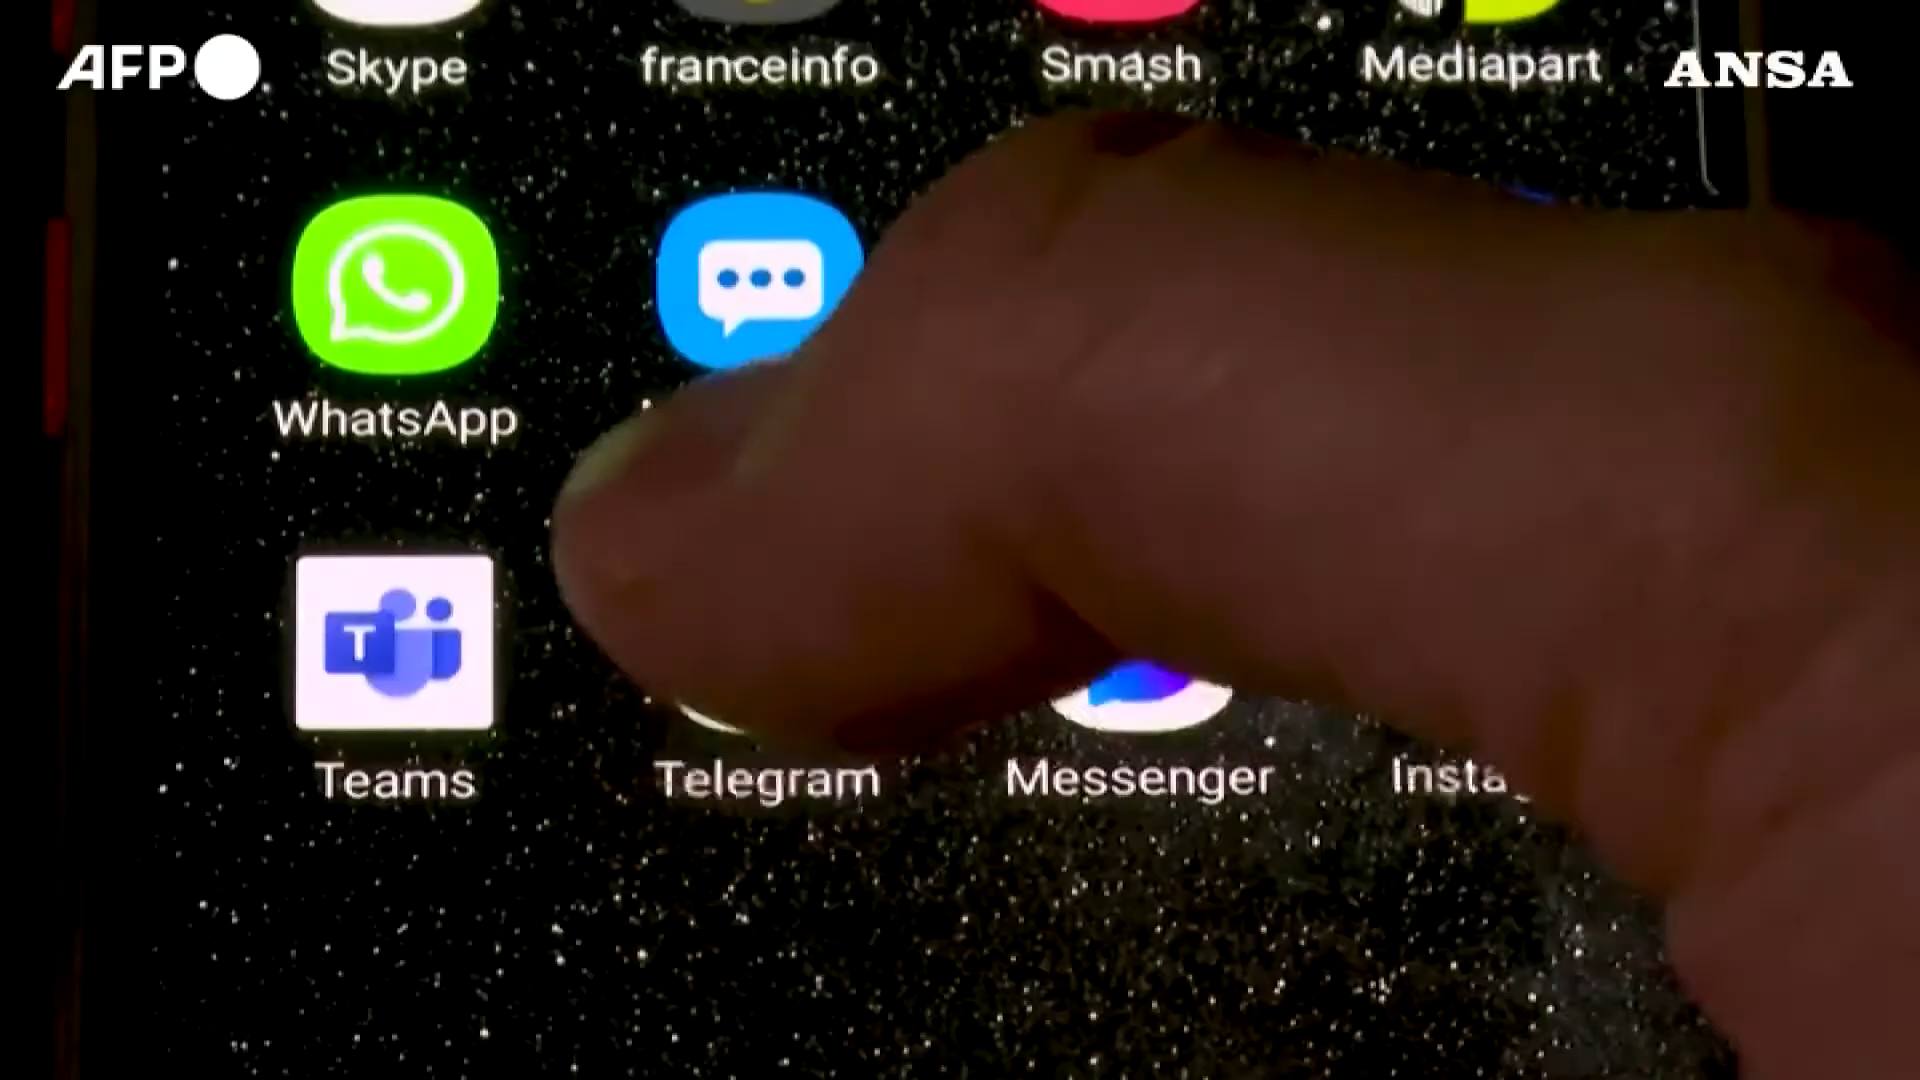 AFP
ANSA
Skype
franceinfo
Smash
Mediapart
WhatsApp
T
Teams
Telegram
Messenger
Insta